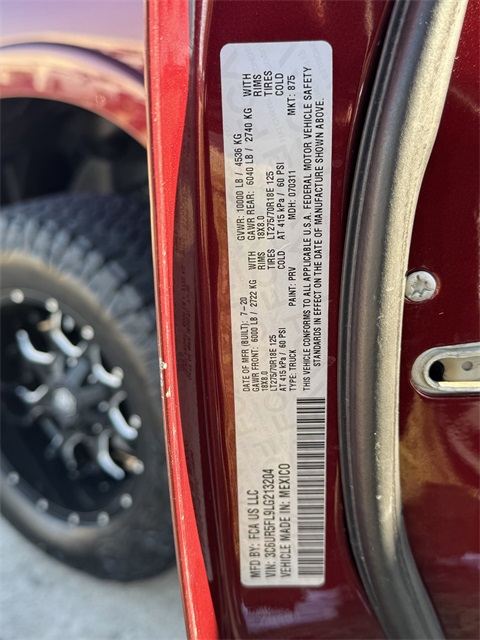 MFD BY: FCA US LLC
DATE OF MFR (BUILT): 7-20
GVWR: 10000 LB / 4536 KG
VIN: 3C6UR5FL9LG213204
GAWR FRONT: 6000 LB / 2722 KG WITH
GAWR REAR: 6040 LB / 2740 KG WITH
18X8.0 RIMS
18X8.0 RIMS
LT275/70R18E 125 TIRES
LT275/70R18E 125 TIRES
VEHICLE MADE IN: MEXICO
AT 415 kPa / 60 PSI COLD
AT 415 kPa / 60 PSI COLD
TYPE: TRUCK PAINT: PRV MDH: 070311 MKT: 875
THIS VEHICLE CONFORMS TO ALL APPLICABLE U.S.A. FEDERAL MOTOR VEHICLE SAFETY
STANDARDS IN EFFECT ON THE DATE OF MANUFACTURE SHOWN ABOVE.